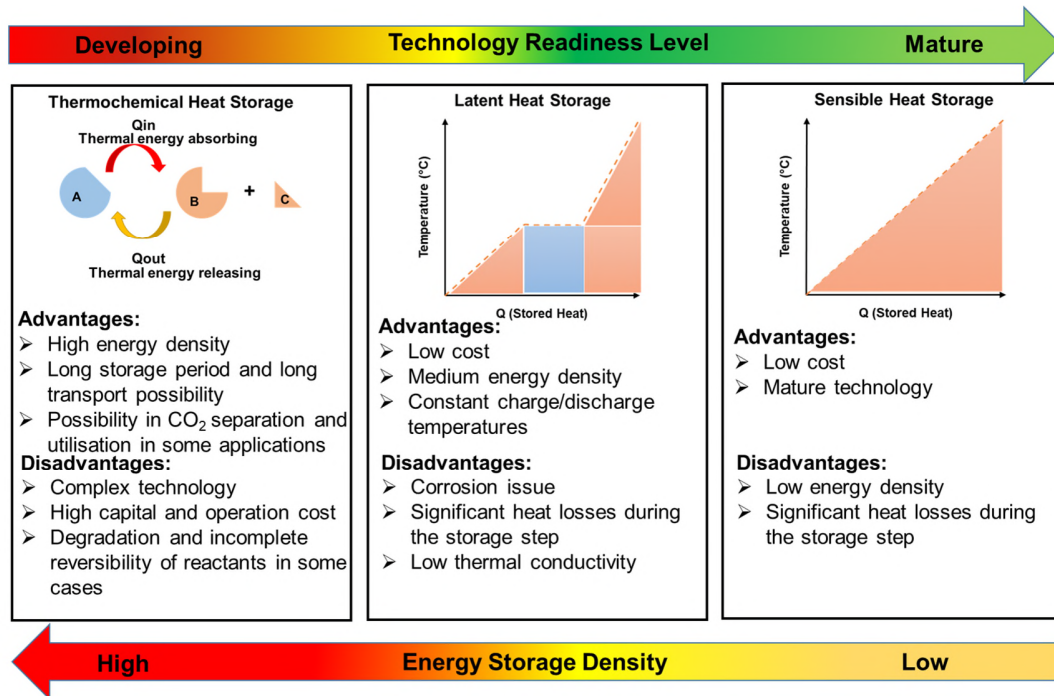 Developing
Technology Readiness Level
Mature
Thermochemical Heat Storage
Qin
Thermal energy absorbing
A
B
+
C
Qout
Thermal energy releasing
Advantages:
➢ High energy density
➢ Long storage period and long
transport possibility
➢ Possibility in CO₂ separation and
utilisation in some applications
Disadvantages:
➢ Complex technology
➢ High capital and operation cost
➢ Degradation and incomplete
reversibility of reactants in some
cases
Latent Heat Storage
Temperature (°C)
Q (Stored Heat)
Advantages:
➢ Low cost
➢ Medium energy density
➢ Constant charge/discharge
temperatures
Disadvantages:
➢ Corrosion issue
➢ Significant heat losses during
the storage step
➢ Low thermal conductivity
Sensible Heat Storage
Temperature (°C)
Q (Stored Heat)
Advantages:
➢ Low cost
➢ Mature technology
Disadvantages:
➢ Low energy density
➢ Significant heat losses during
the storage step
High
Energy Storage Density
Low